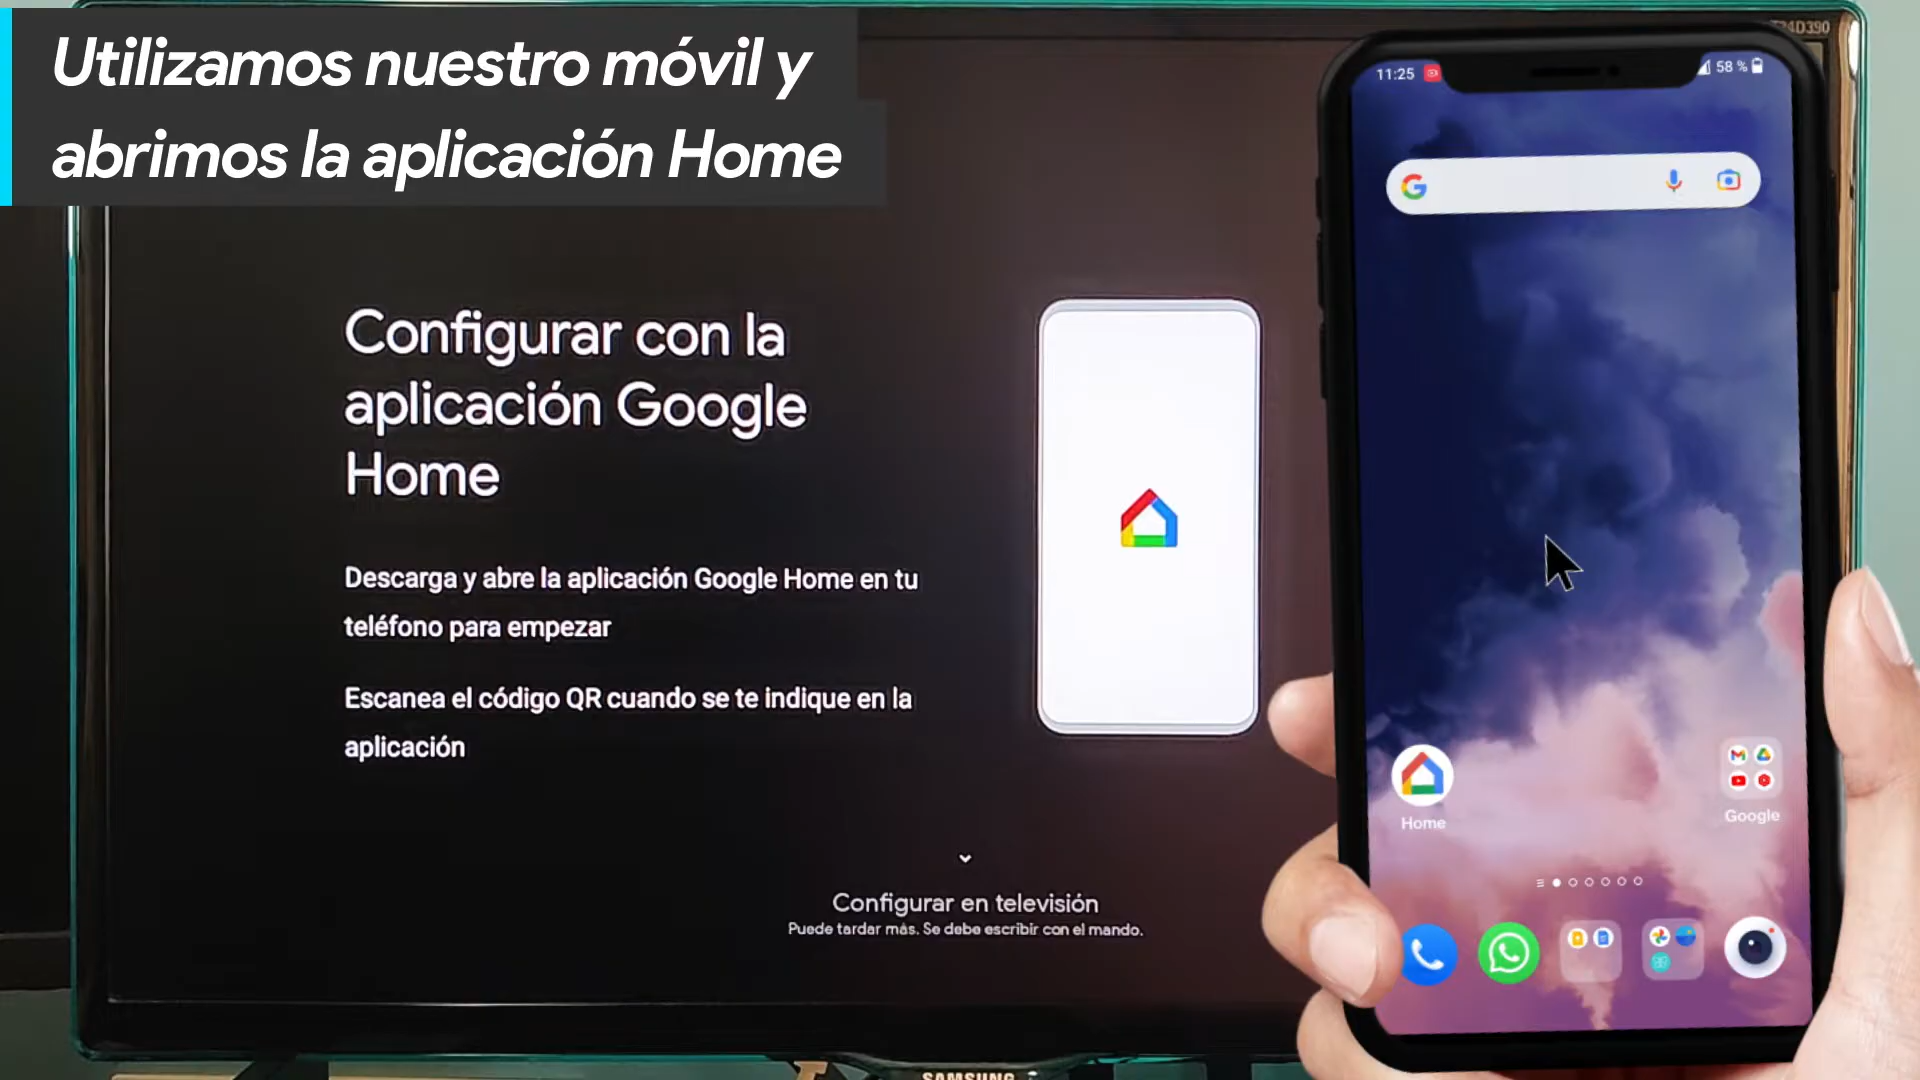 Utilizamos nuestro móvil y
abrimos la aplicación Home
T24D390
11:25
58 %
Configurar con la
aplicación Google
Home
Descarga y abre la aplicación Google Home en tu
teléfono para empezar
Escanea el código QR cuando se te indique en la
aplicación
Home
Google
Configurar en televisión
Puede tardar más. Se debe escribir con el mando.
SAMSUNG